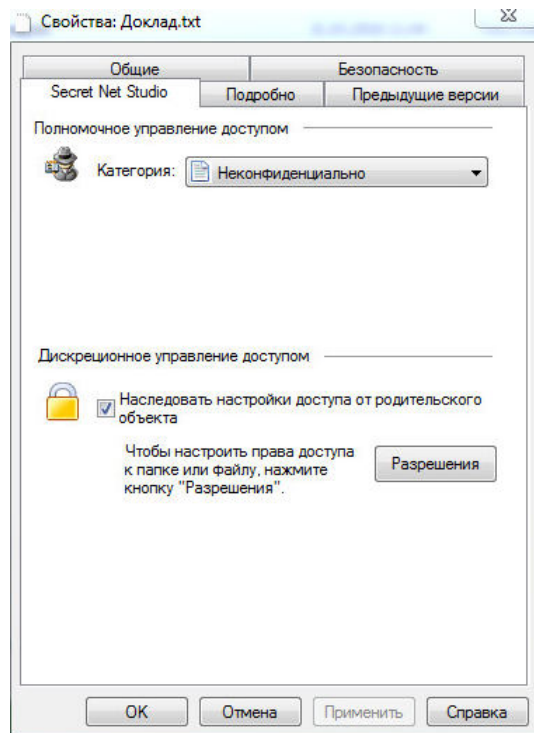 Свойства: Доклад.txt
Общие
Безопасность
Secret Net Studio
Подробно
Предыдущие версии
Полномочное управление доступом
Категория:
Неконфиденциально
Дискреционное управление доступом
Наследовать настройки доступа от родительского
объекта
Чтобы настроить права доступа
к папке или файлу, нажмите
кнопку "Разрешения".
Разрешения
OK
Отмена
Применить
Справка